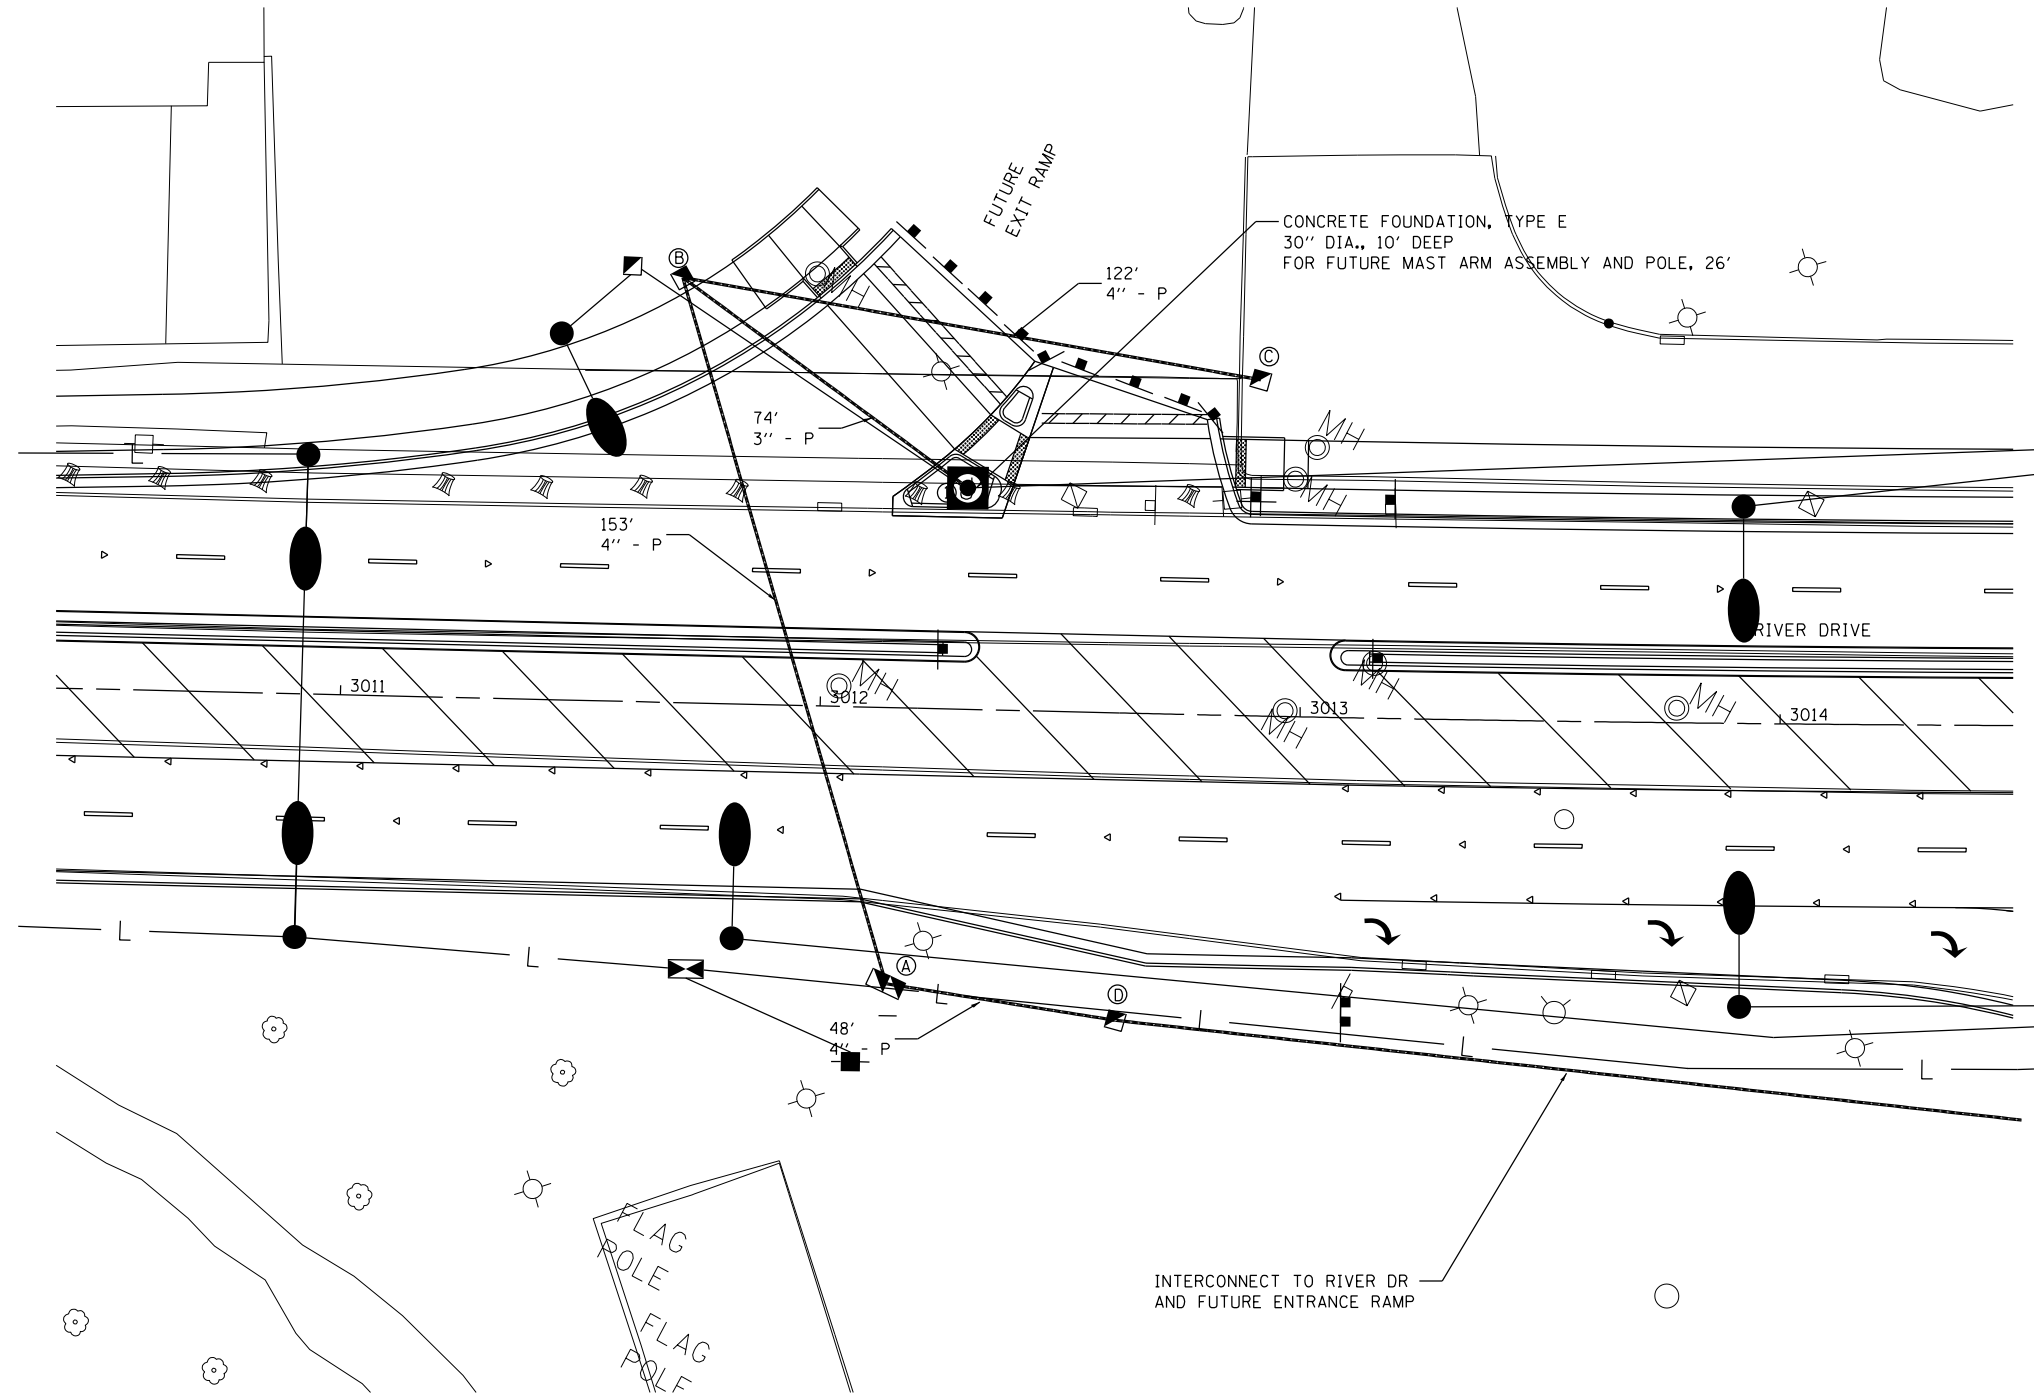 FUTURE
EXIT RAMP
CONCRETE FOUNDATION, TYPE E
30'' DIA., 10' DEEP
FOR FUTURE MAST ARM ASSEMBLY AND POLE, 26'
B
122'
4'' - P
H
C
74'
3'' - P
MH
L
MH
153'
4'' - P
RIVER DRIVE
3011
MH
3012
MH
3013
MH
MH
3014
L
L
A
L
D
L
48'
4'' - P
L
L
FLAG
POLE
INTERCONNECT TO RIVER DR
AND FUTURE ENTRANCE RAMP
FLAG
POLE